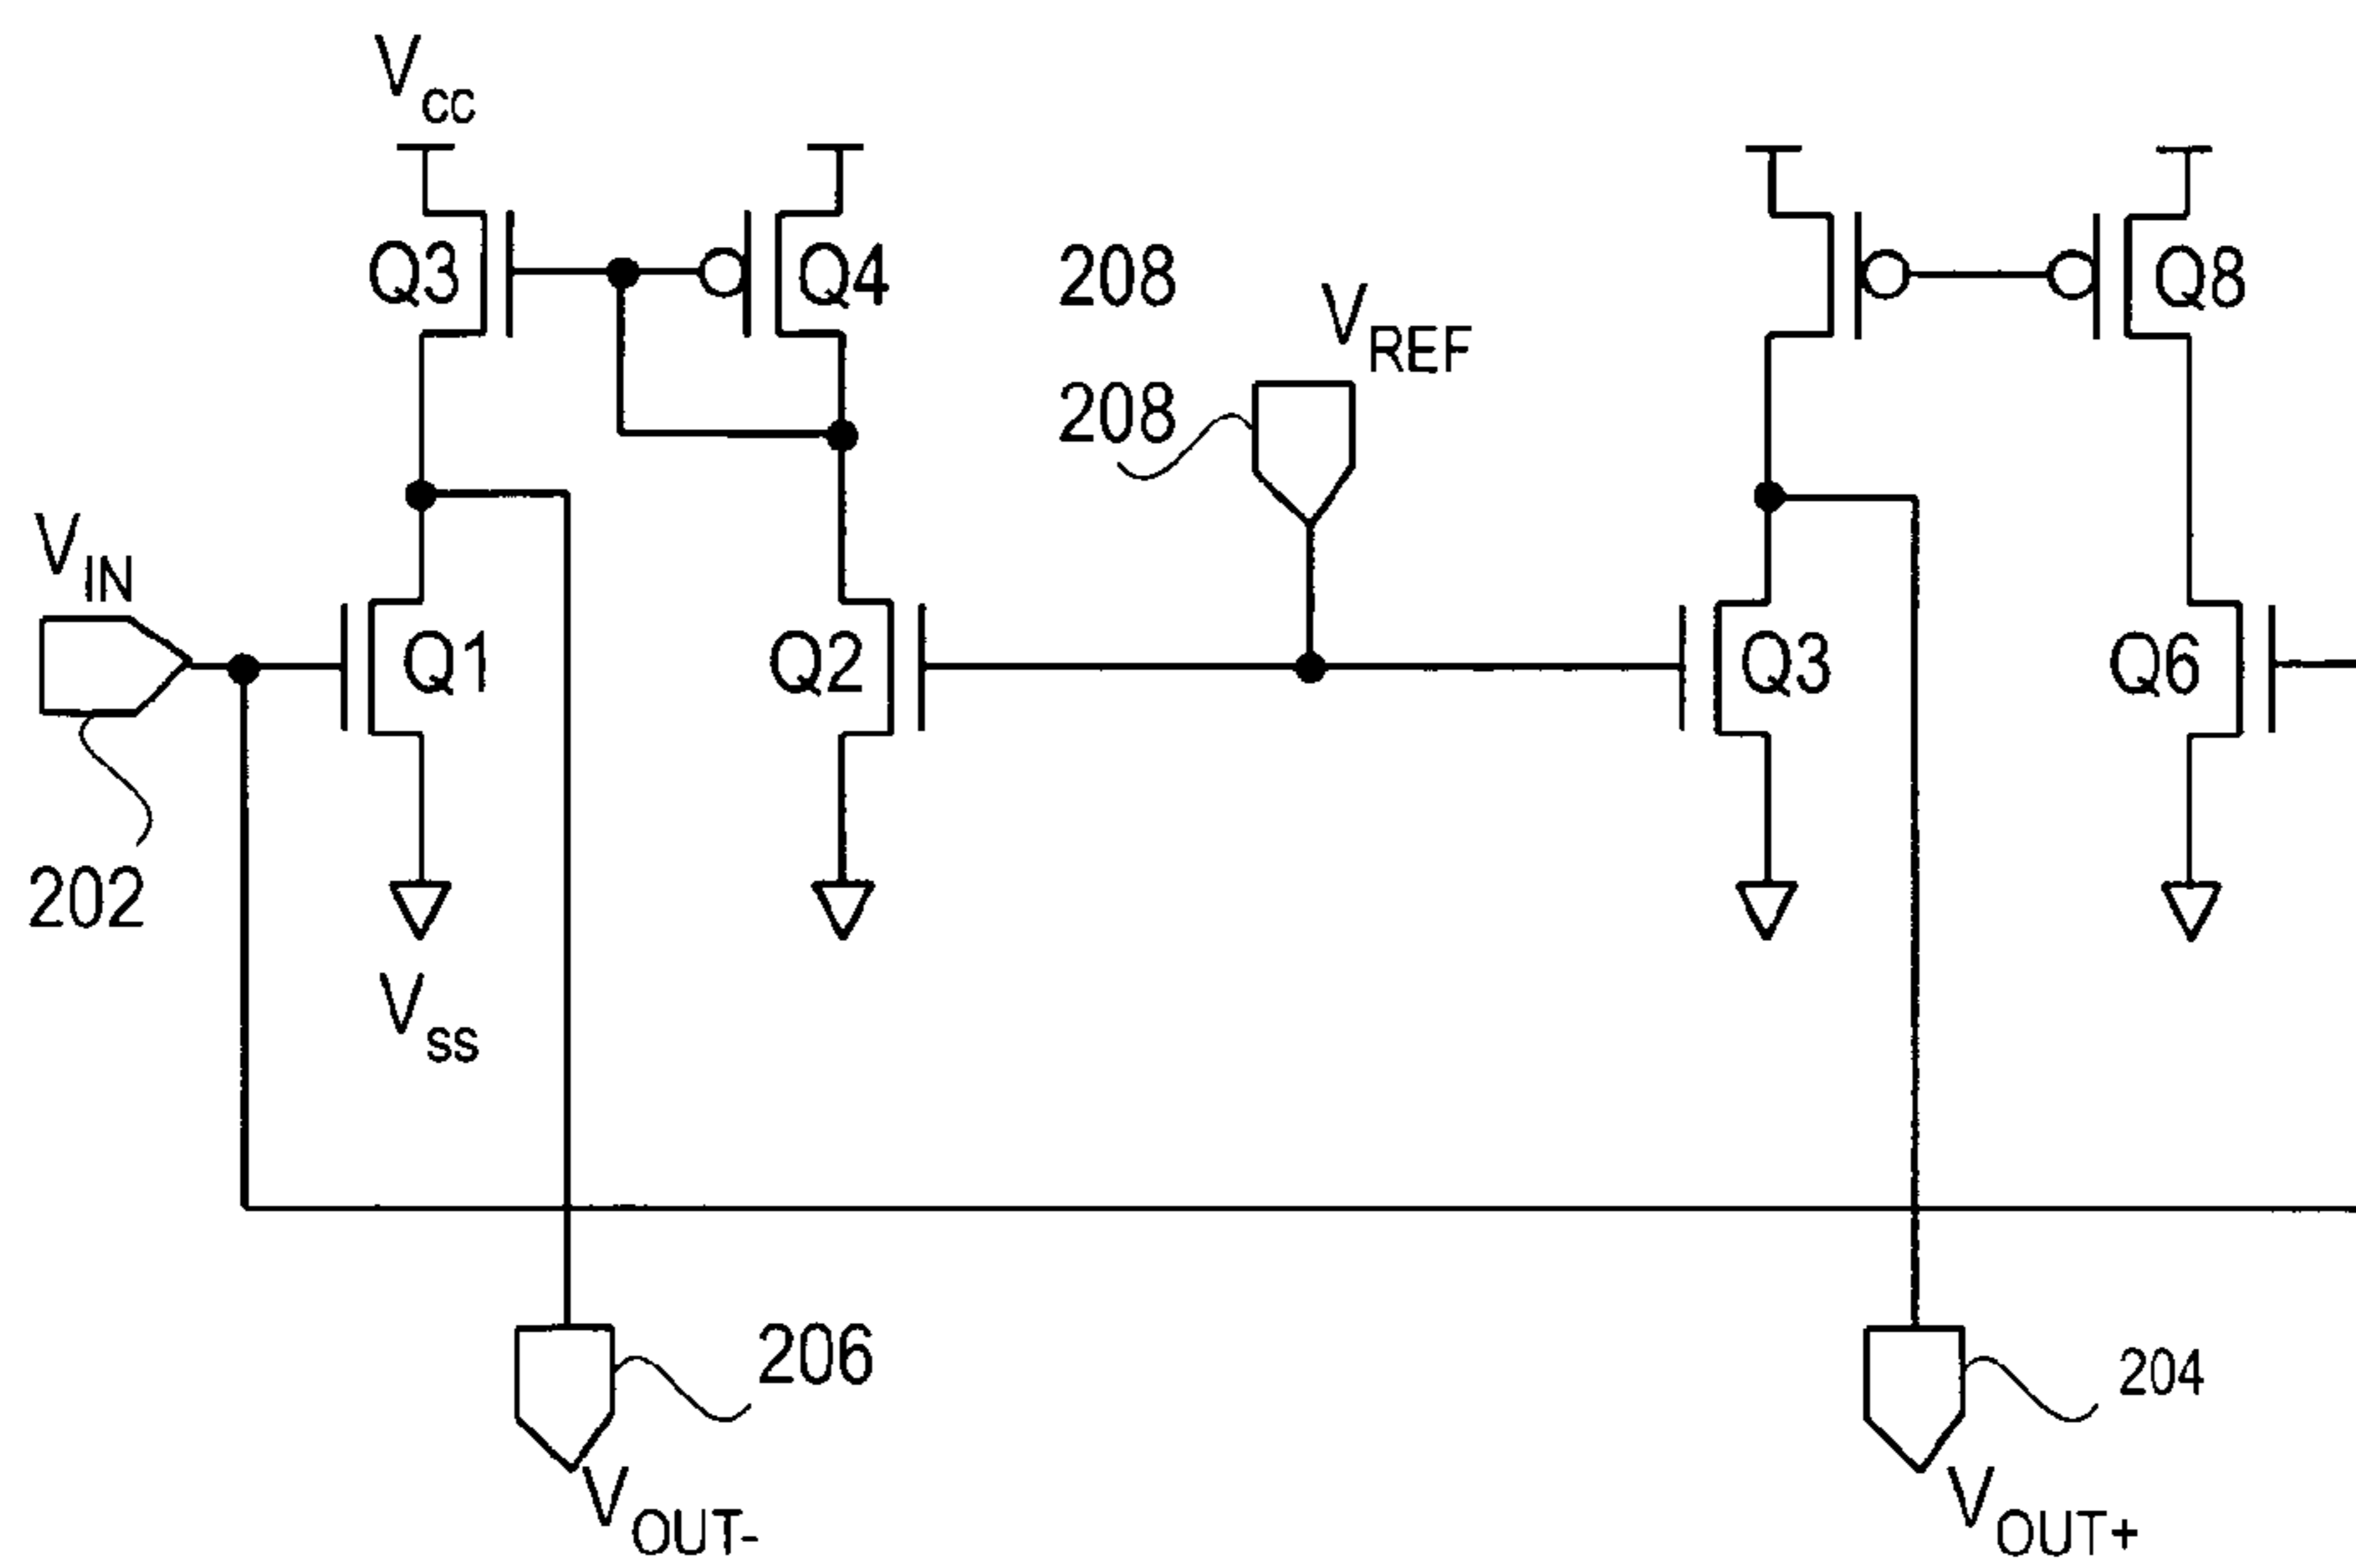 Vcc
Q3
Q4
208
VREF
Q8
208
VIN
Q1
Q2
Q3
Q6
202
Vss
206
204
VOUT-
VOUT+